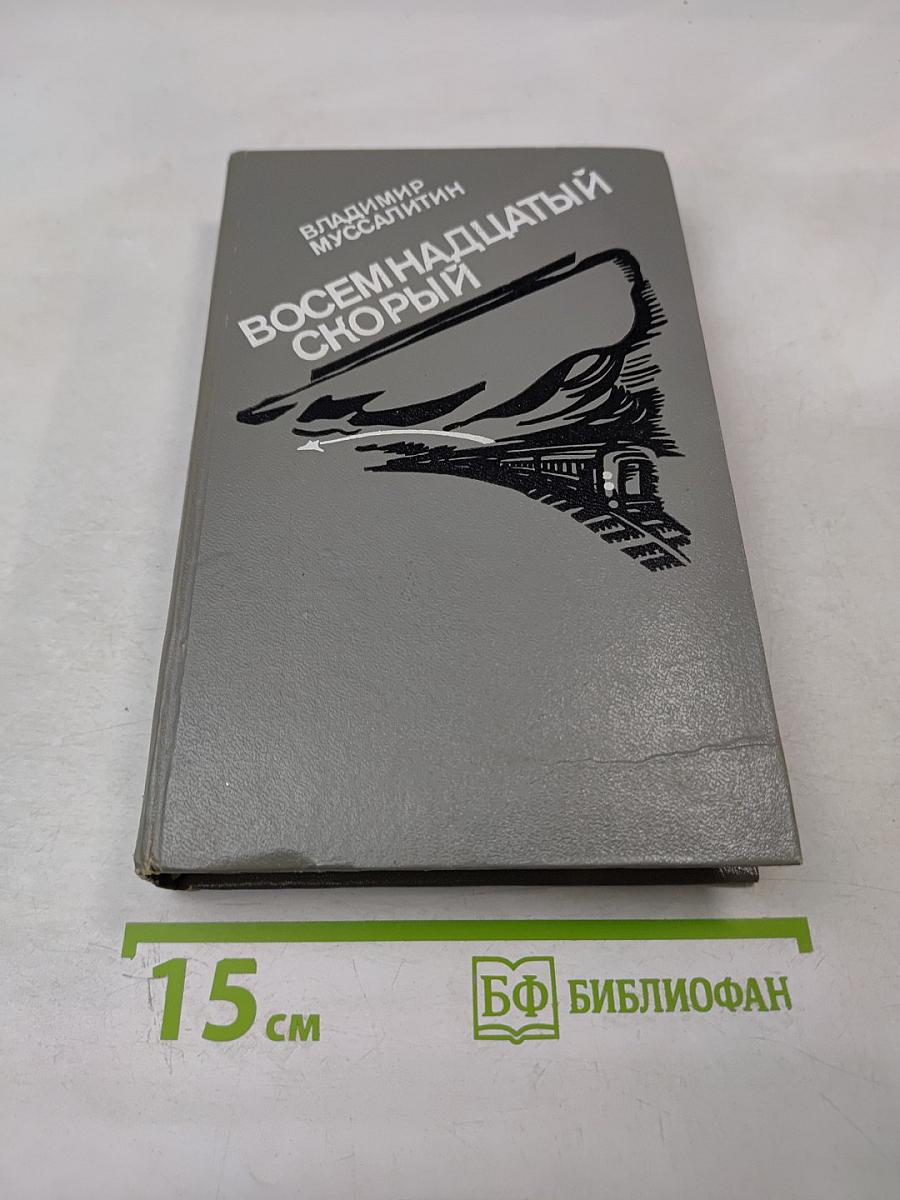 ВЛАДИМИР
МУССАЛИТИН
ВОСЕМНАДЦАТЫЙ
СКОРЫЙ
15 см
БФ БИБЛИОФАН